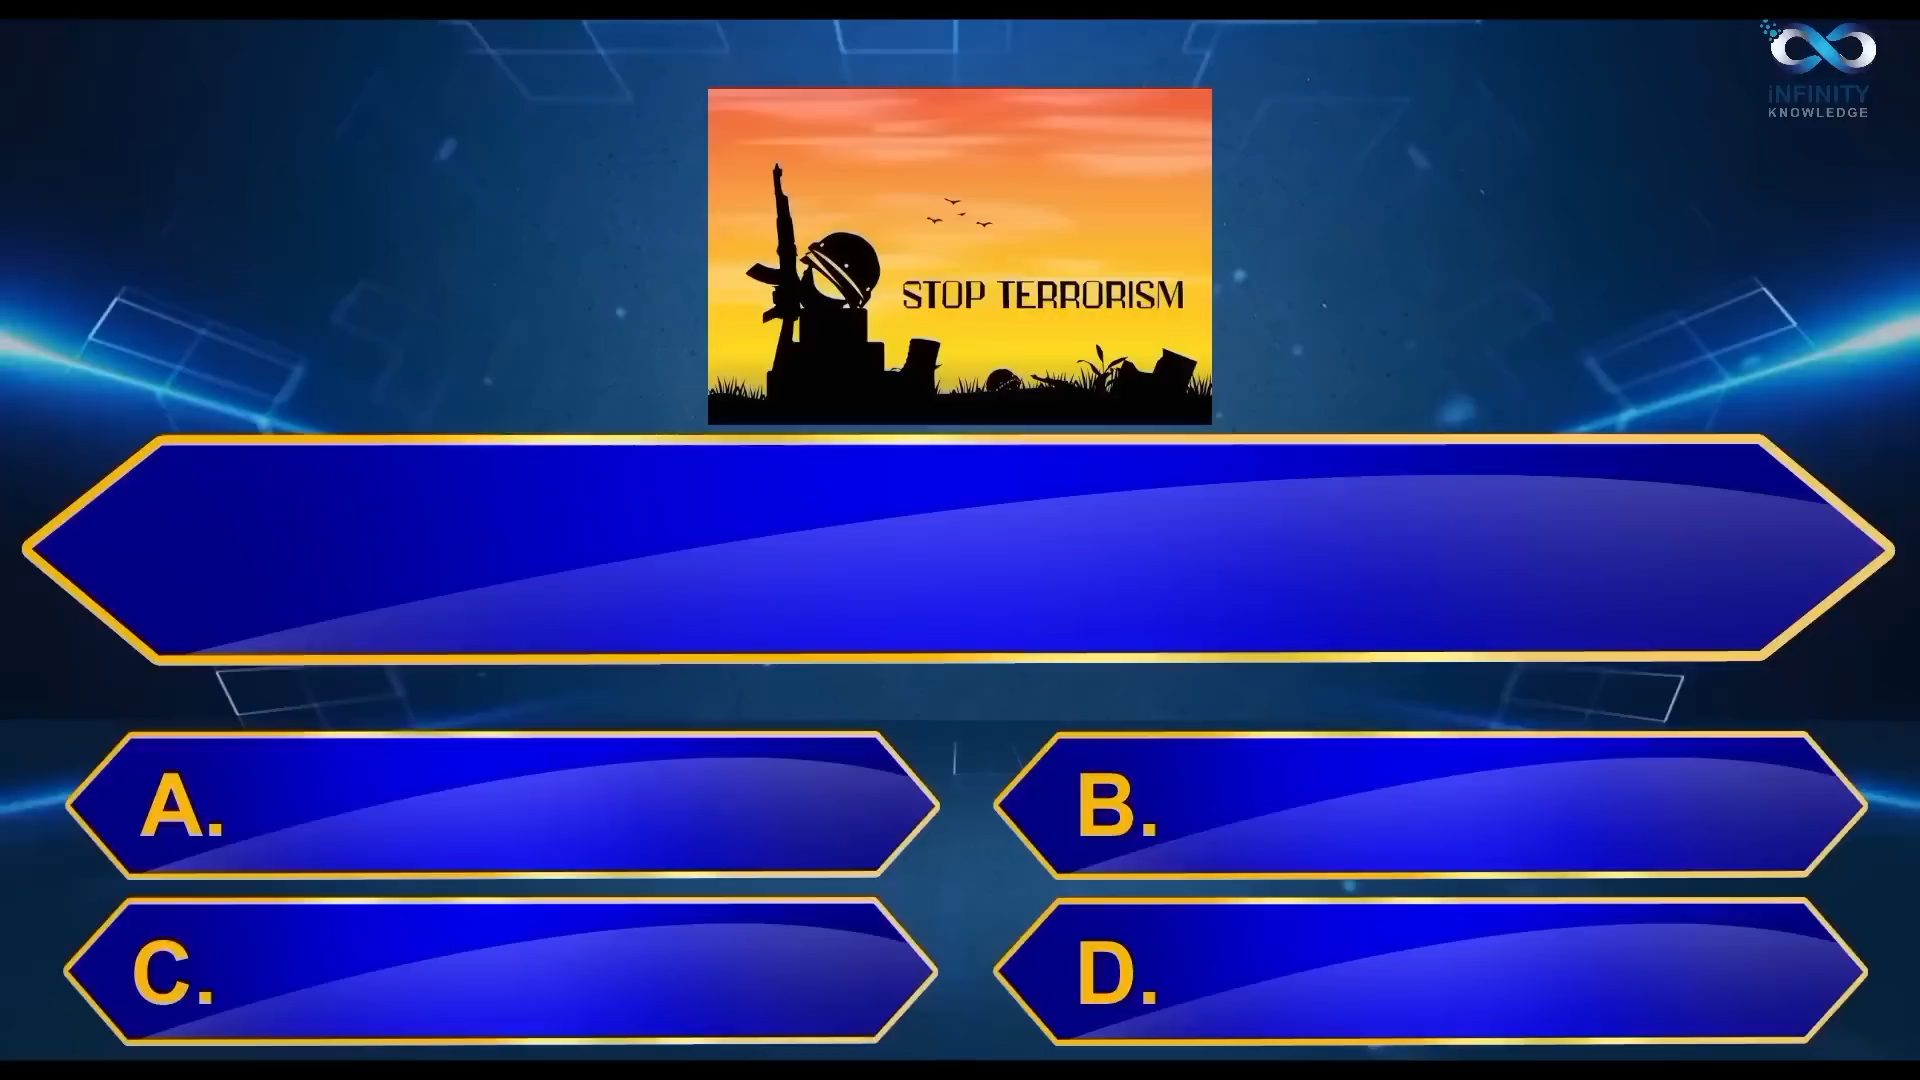 iNFINITY
KNOWLEDGE
STOP TERRORISM
A.
B.
C.
D.